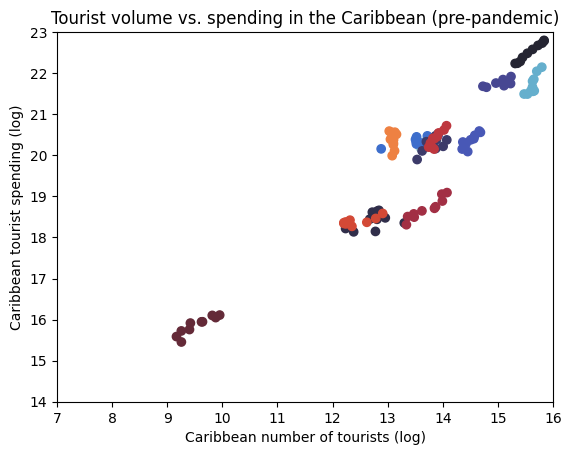 Tourist volume vs. spending in the Caribbean (pre-pandemic)
23
22
21
20
19
18
17
16
15
14
Caribbean tourist spending (log)
7 8 9 10 11 12 13 14 15 16
Caribbean number of tourists (log)